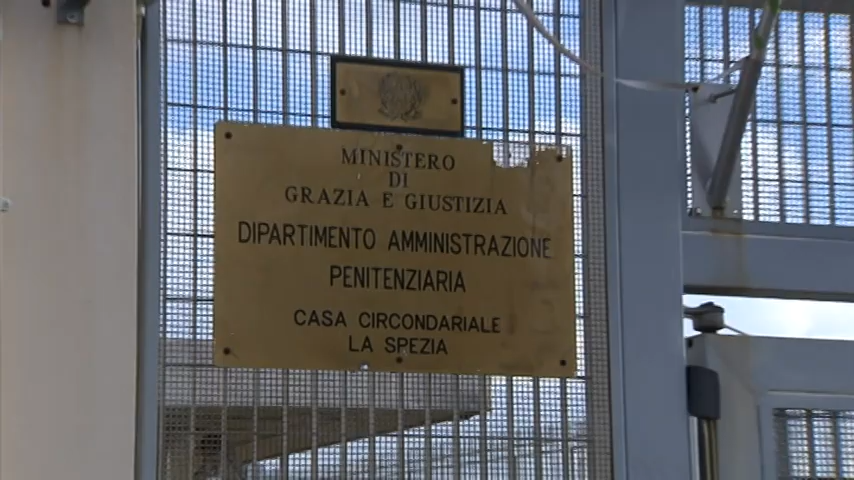 MINISTERO
DI
GRAZIA E GIUSTIZIA
DIPARTIMENTO AMMINISTRAZIONE
PENITENZIARIA
CASA CIRCONDARIALE
LA SPEZIA